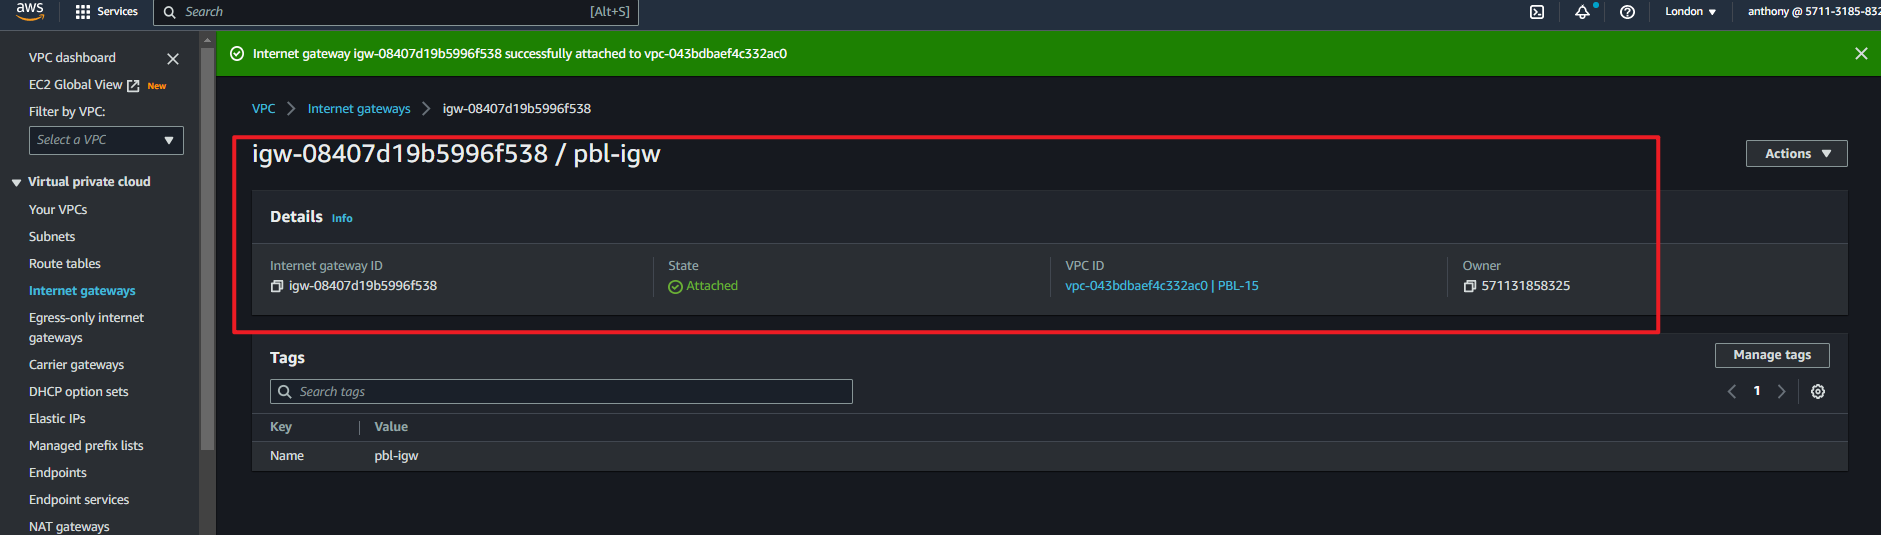 aws
Services
Search
[Alt+S]
London
anthony @ 5711-3185-832
VPC dashboard
EC2 Global View
New
Filter by VPC:
Select a VPC
Virtual private cloud
Your VPCs
Subnets
Route tables
Internet gateways
Egress-only internet
gateways
Carrier gateways
DHCP option sets
Elastic IPs
Managed prefix lists
Endpoints
Endpoint services
NAT gateways
Internet gateway igw-08407d19b5996f538 successfully attached to vpc-043bdbaef4c332ac0
VPC
Internet gateways
igw-08407d19b5996f538
igw-08407d19b5996f538 / pbl-igw
Actions
Details Info
Internet gateway ID
igw-08407d19b5996f538
State
Attached
VPC ID
vpc-043bdbaef4c332ac0 | PBL-15
Owner
571131858325
Tags
Manage tags
Search tags
1
Key
Value
Name
pbl-igw